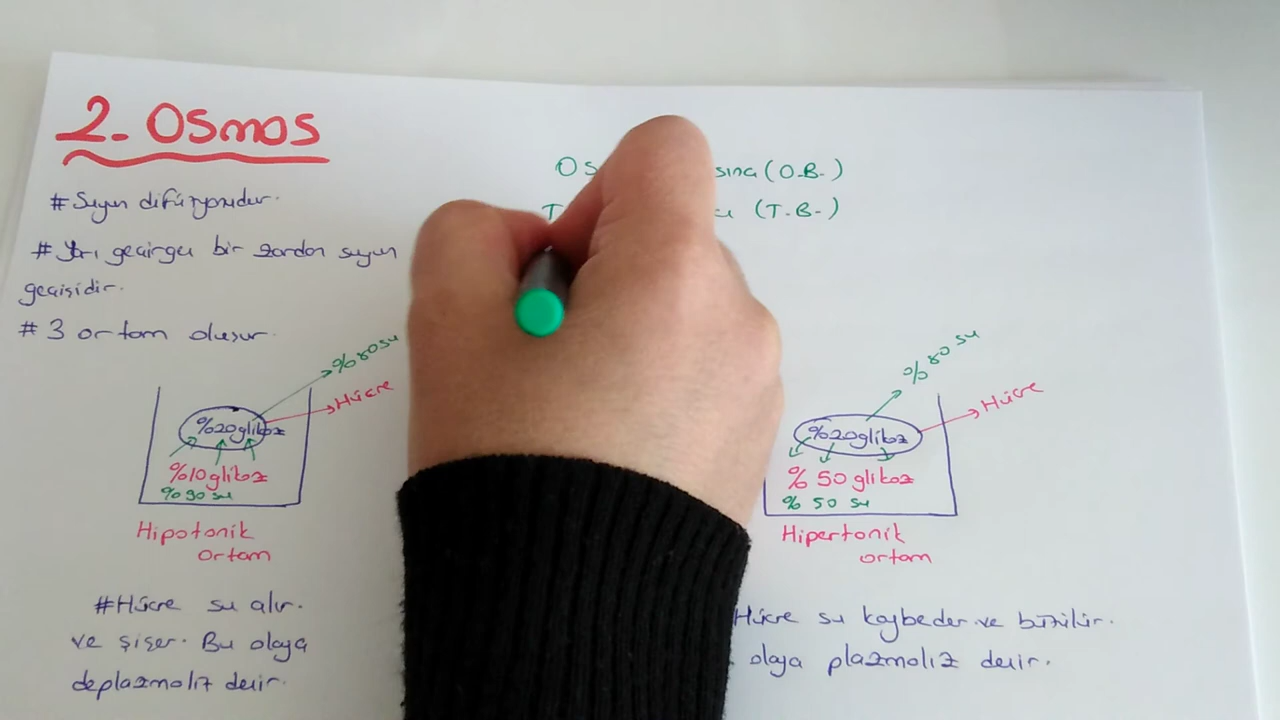 2. Osmos
# Suyun difüzyonudur.
# Yarı geçirgen bir zardan suyun
geçişidir.
# 3 ortam oluşur.
sına (O.B.)
(T.B.)
%80 su
Hücre
%20 glikoz
%10 glikoz
%90 su
Hipotonik
ortam
#Hücre su alır.
ve şişer. Bu olaya
deplazmoliz denir.
%80 su
Hücre
%20 glikoz
% 50 glikoz
% 50 su
Hipertonik
ortam
Hücre su kaybeder ve büzülür.
olaya plazmoliz denir.